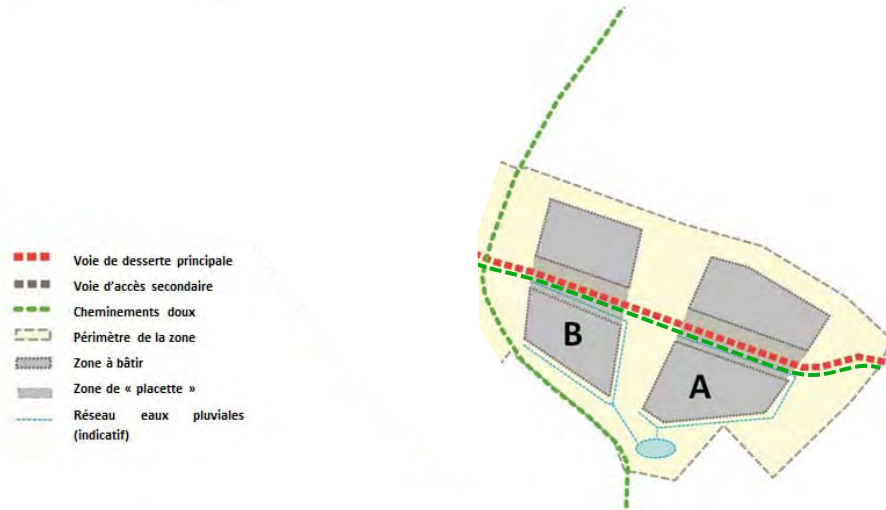 Voie de desserte principale
Voie d'accès secondaire
Cheminements doux
Périmètre de la zone
Zone à bâtir
Zone de « placette »
Réseau eaux pluviales
(indicatif)
B
A